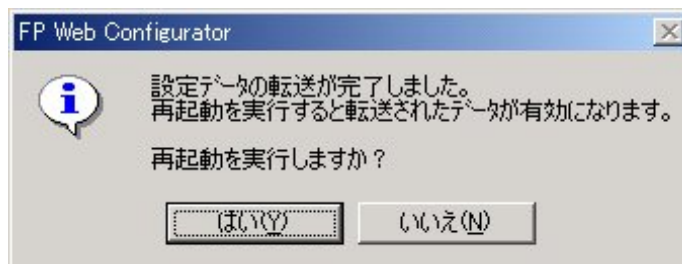 FP Web Configurator
設定ﾃﾞｰﾀの転送が完了しました。
再起動を実行すると転送されたﾃﾞｰﾀが有効になります。
再起動を実行しますか？
はい(Y)
いいえ(N)